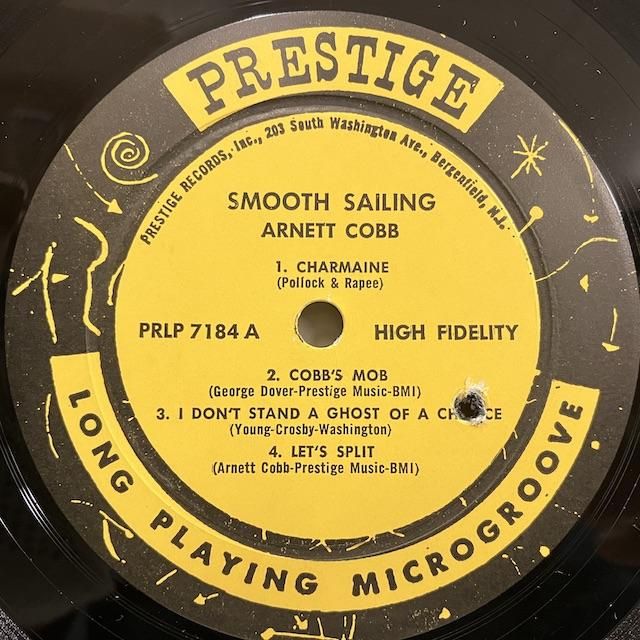 PRESTIGE
PRESTIGE RECORDS, Inc., 203 South Washington Ave., Bergenfield, N.J.
SMOOTH SAILING
ARNETT COBB
1. CHARMAINE
(Pollock & Rapee)
PRLP 7184 A HIGH FIDELITY
2. COBB'S MOB
(George Dover-Prestige Music-BMI)
3. I DON'T STAND A GHOST OF A CH CE
(Young-Crosby-Washington)
4. LET'S SPLIT
(Arnett Cobb-Prestige Music-BMI)
LONG PLAYING MICROGROOVE